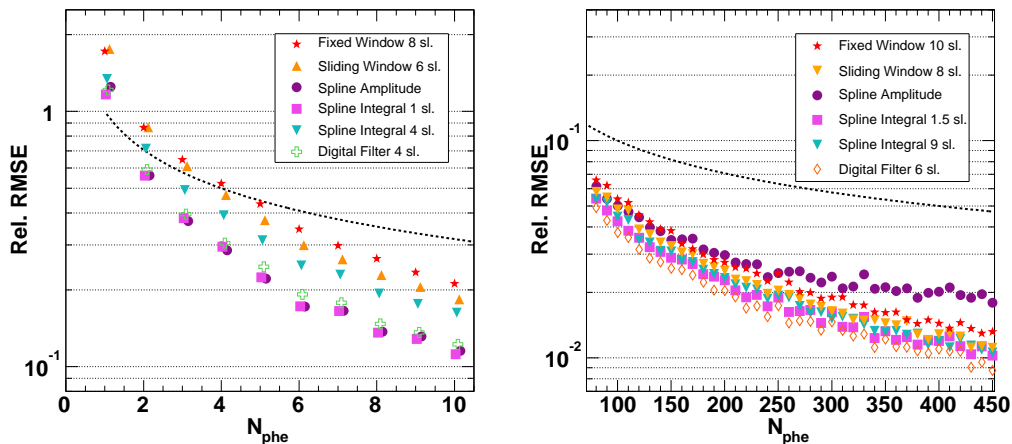 Rel. RMSE
1
10⁻¹
Fixed Window 8 sl.
Sliding Window 6 sl.
Spline Amplitude
Spline Integral 1 sl.
Spline Integral 4 sl.
Digital Filter 4 sl.
0 2 4 6 8 10
N_phe
Rel. RMSE
10⁻¹
10⁻²
Fixed Window 10 sl.
Sliding Window 8 sl.
Spline Amplitude
Spline Integral 1.5 sl.
Spline Integral 9 sl.
Digital Filter 6 sl.
100 150 200 250 300 350 400 450
N_phe